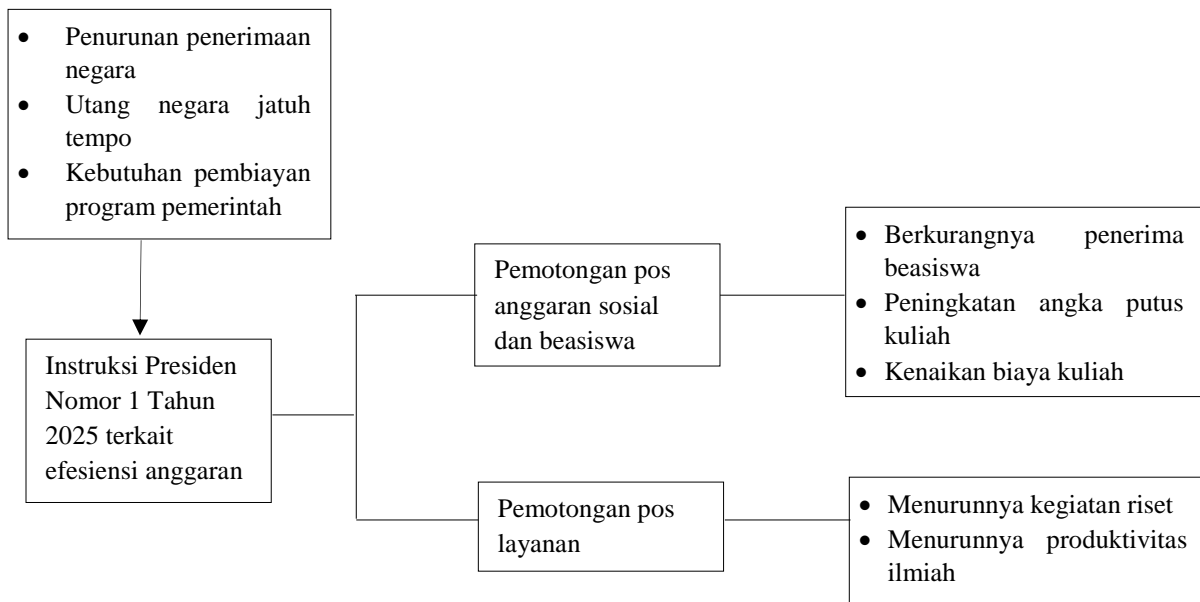 • Penurunan penerimaan
negara
• Utang negara jatuh
tempo
• Kebutuhan pembiayan
program pemerintah
Instruksi Presiden
Nomor 1 Tahun
2025 terkait
efesiensi anggaran
Pemotongan pos
anggaran sosial
dan beasiswa
• Berkurangnya penerima
beasiswa
• Peningkatan angka putus
kuliah
• Kenaikan biaya kuliah
Pemotongan pos
layanan
• Menurunnya kegiatan riset
• Menurunnya produktivitas
ilmiah